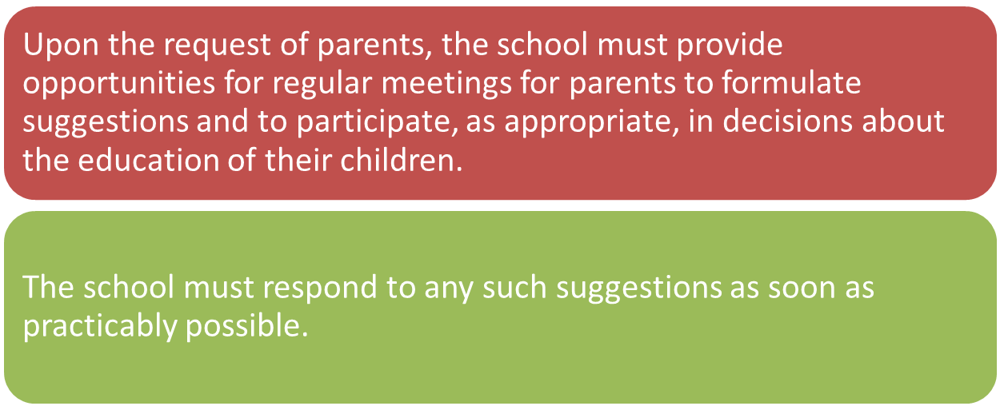 Upon the request of parents, the school must provide
opportunities for regular meetings for parents to formulate
suggestions and to participate, as appropriate, in decisions about
the education of their children.
The school must respond to any such suggestions as soon as
practicably possible.